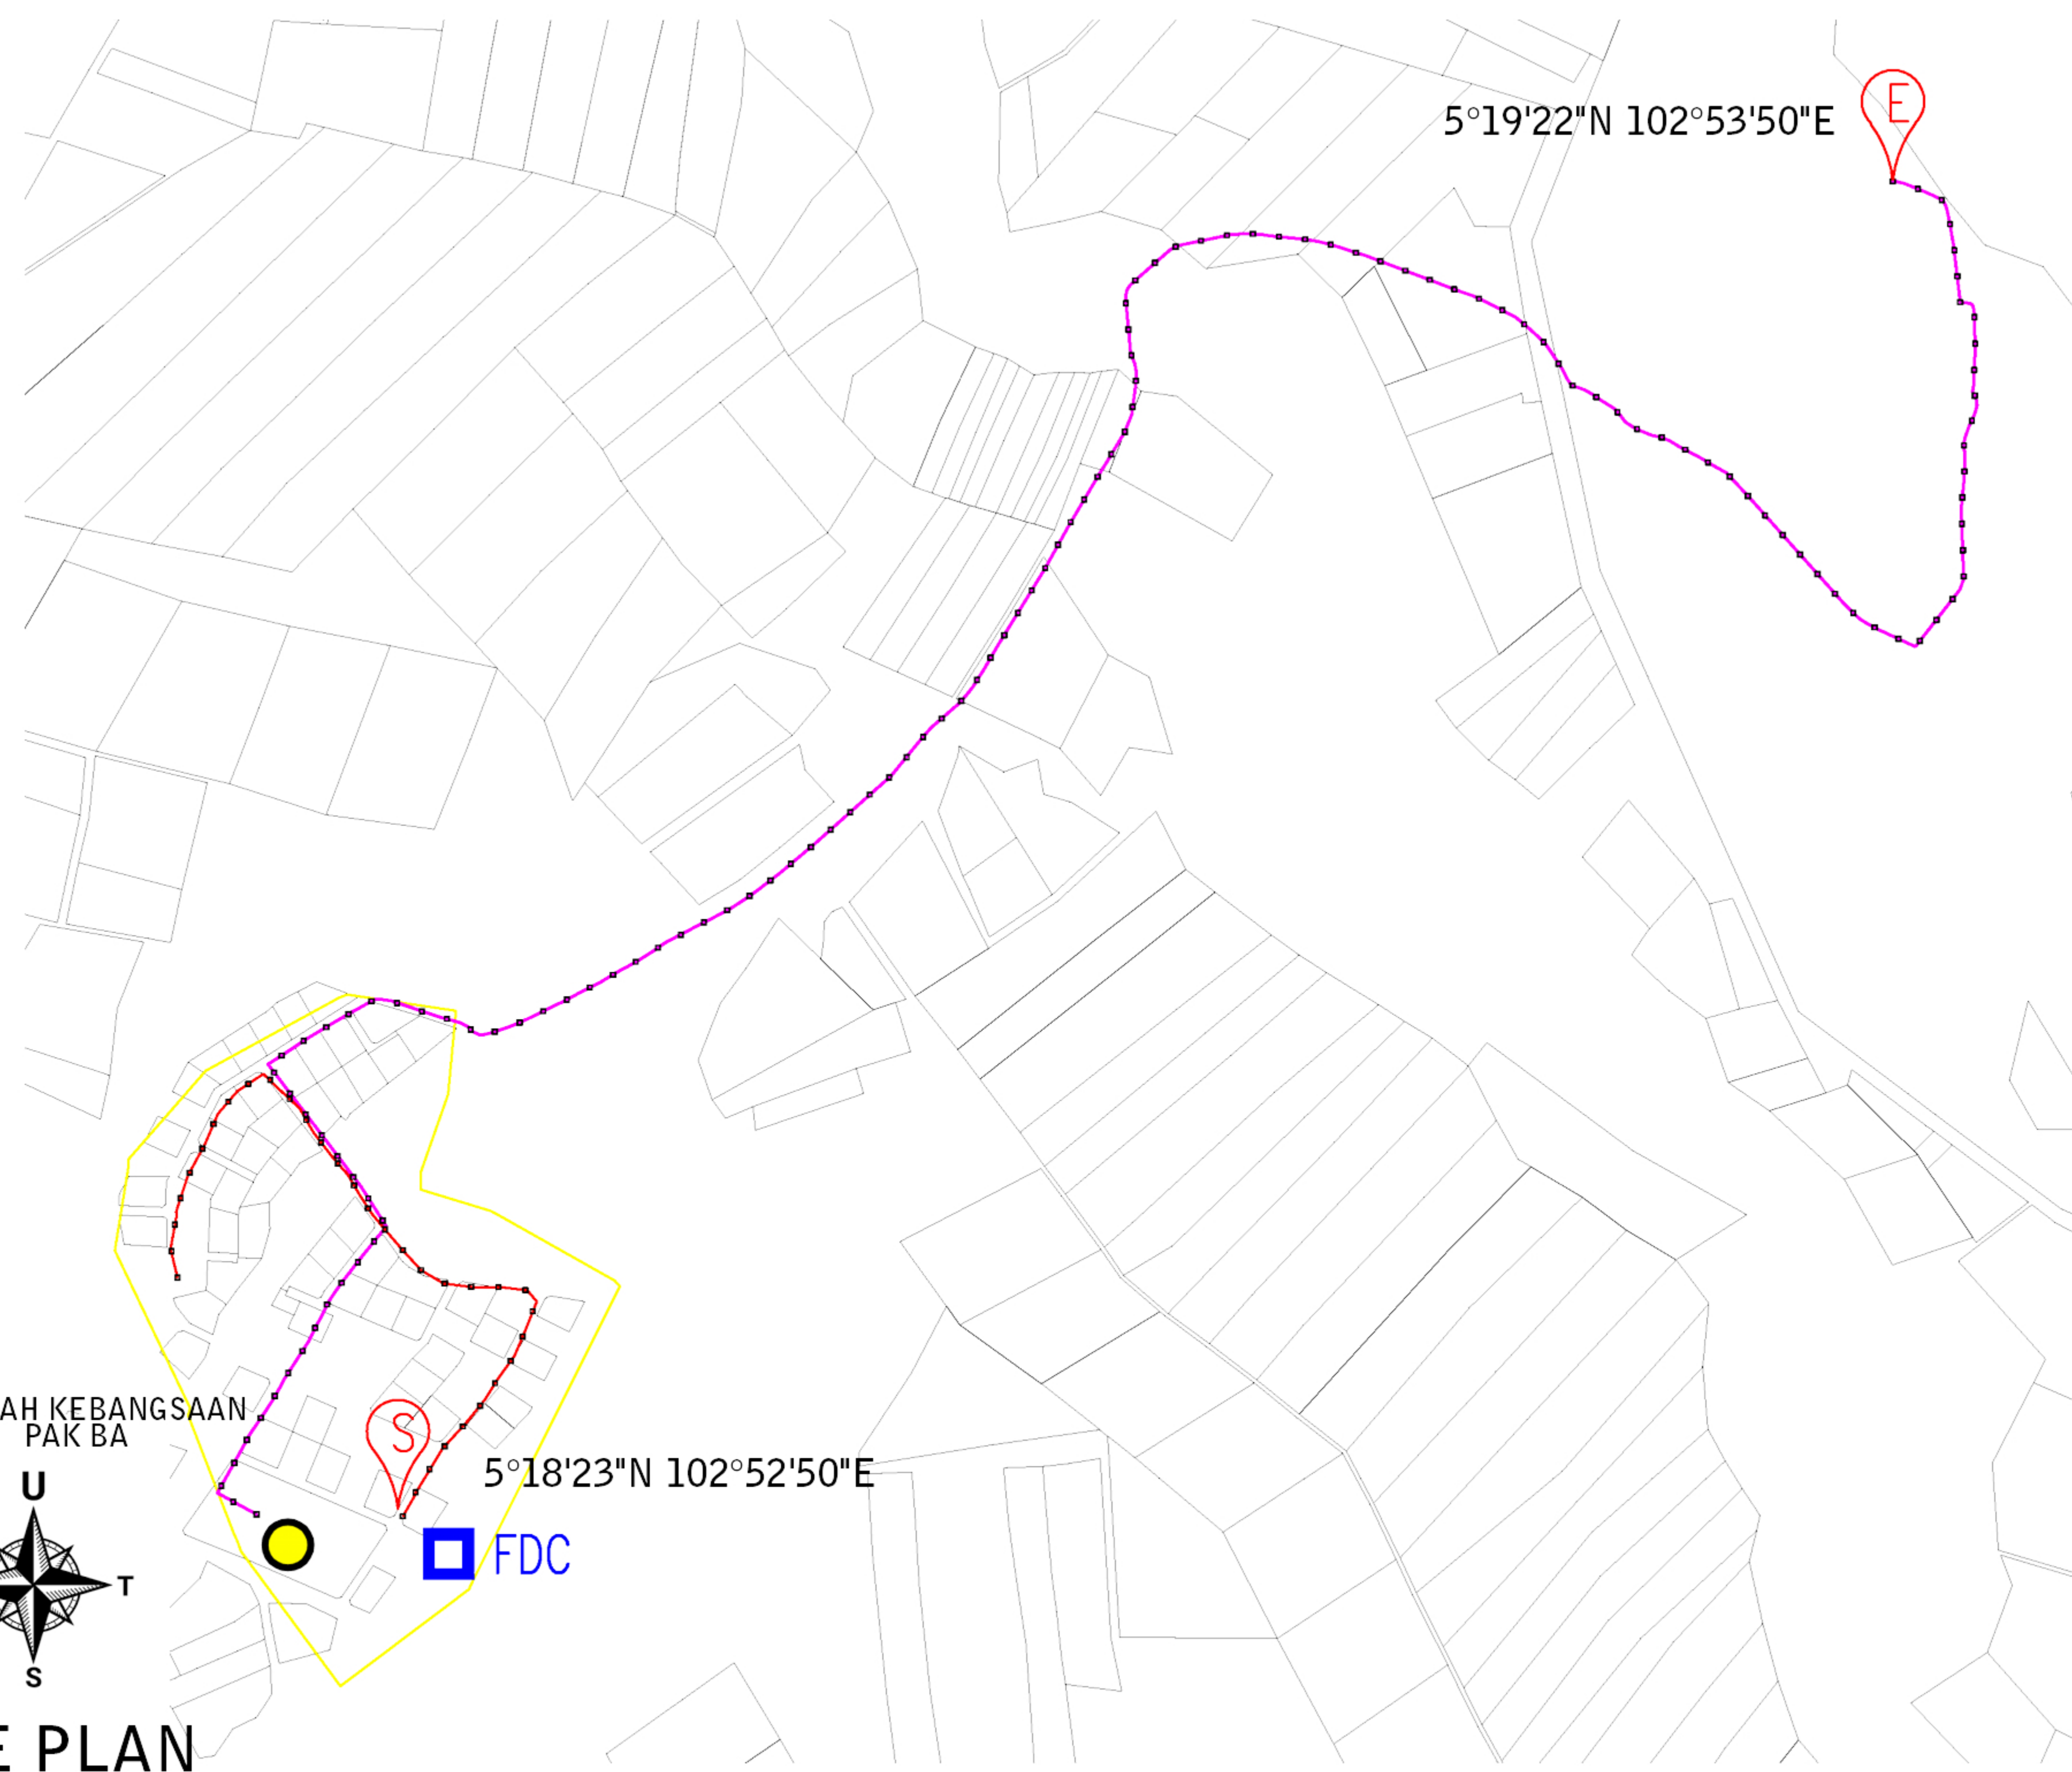 E
5°19'22"N 102°53'50"E
AH KEBANGSAAN
PAK BA
S
5°18'23"N 102°52'50"E
U
FDC
T
S
E PLAN